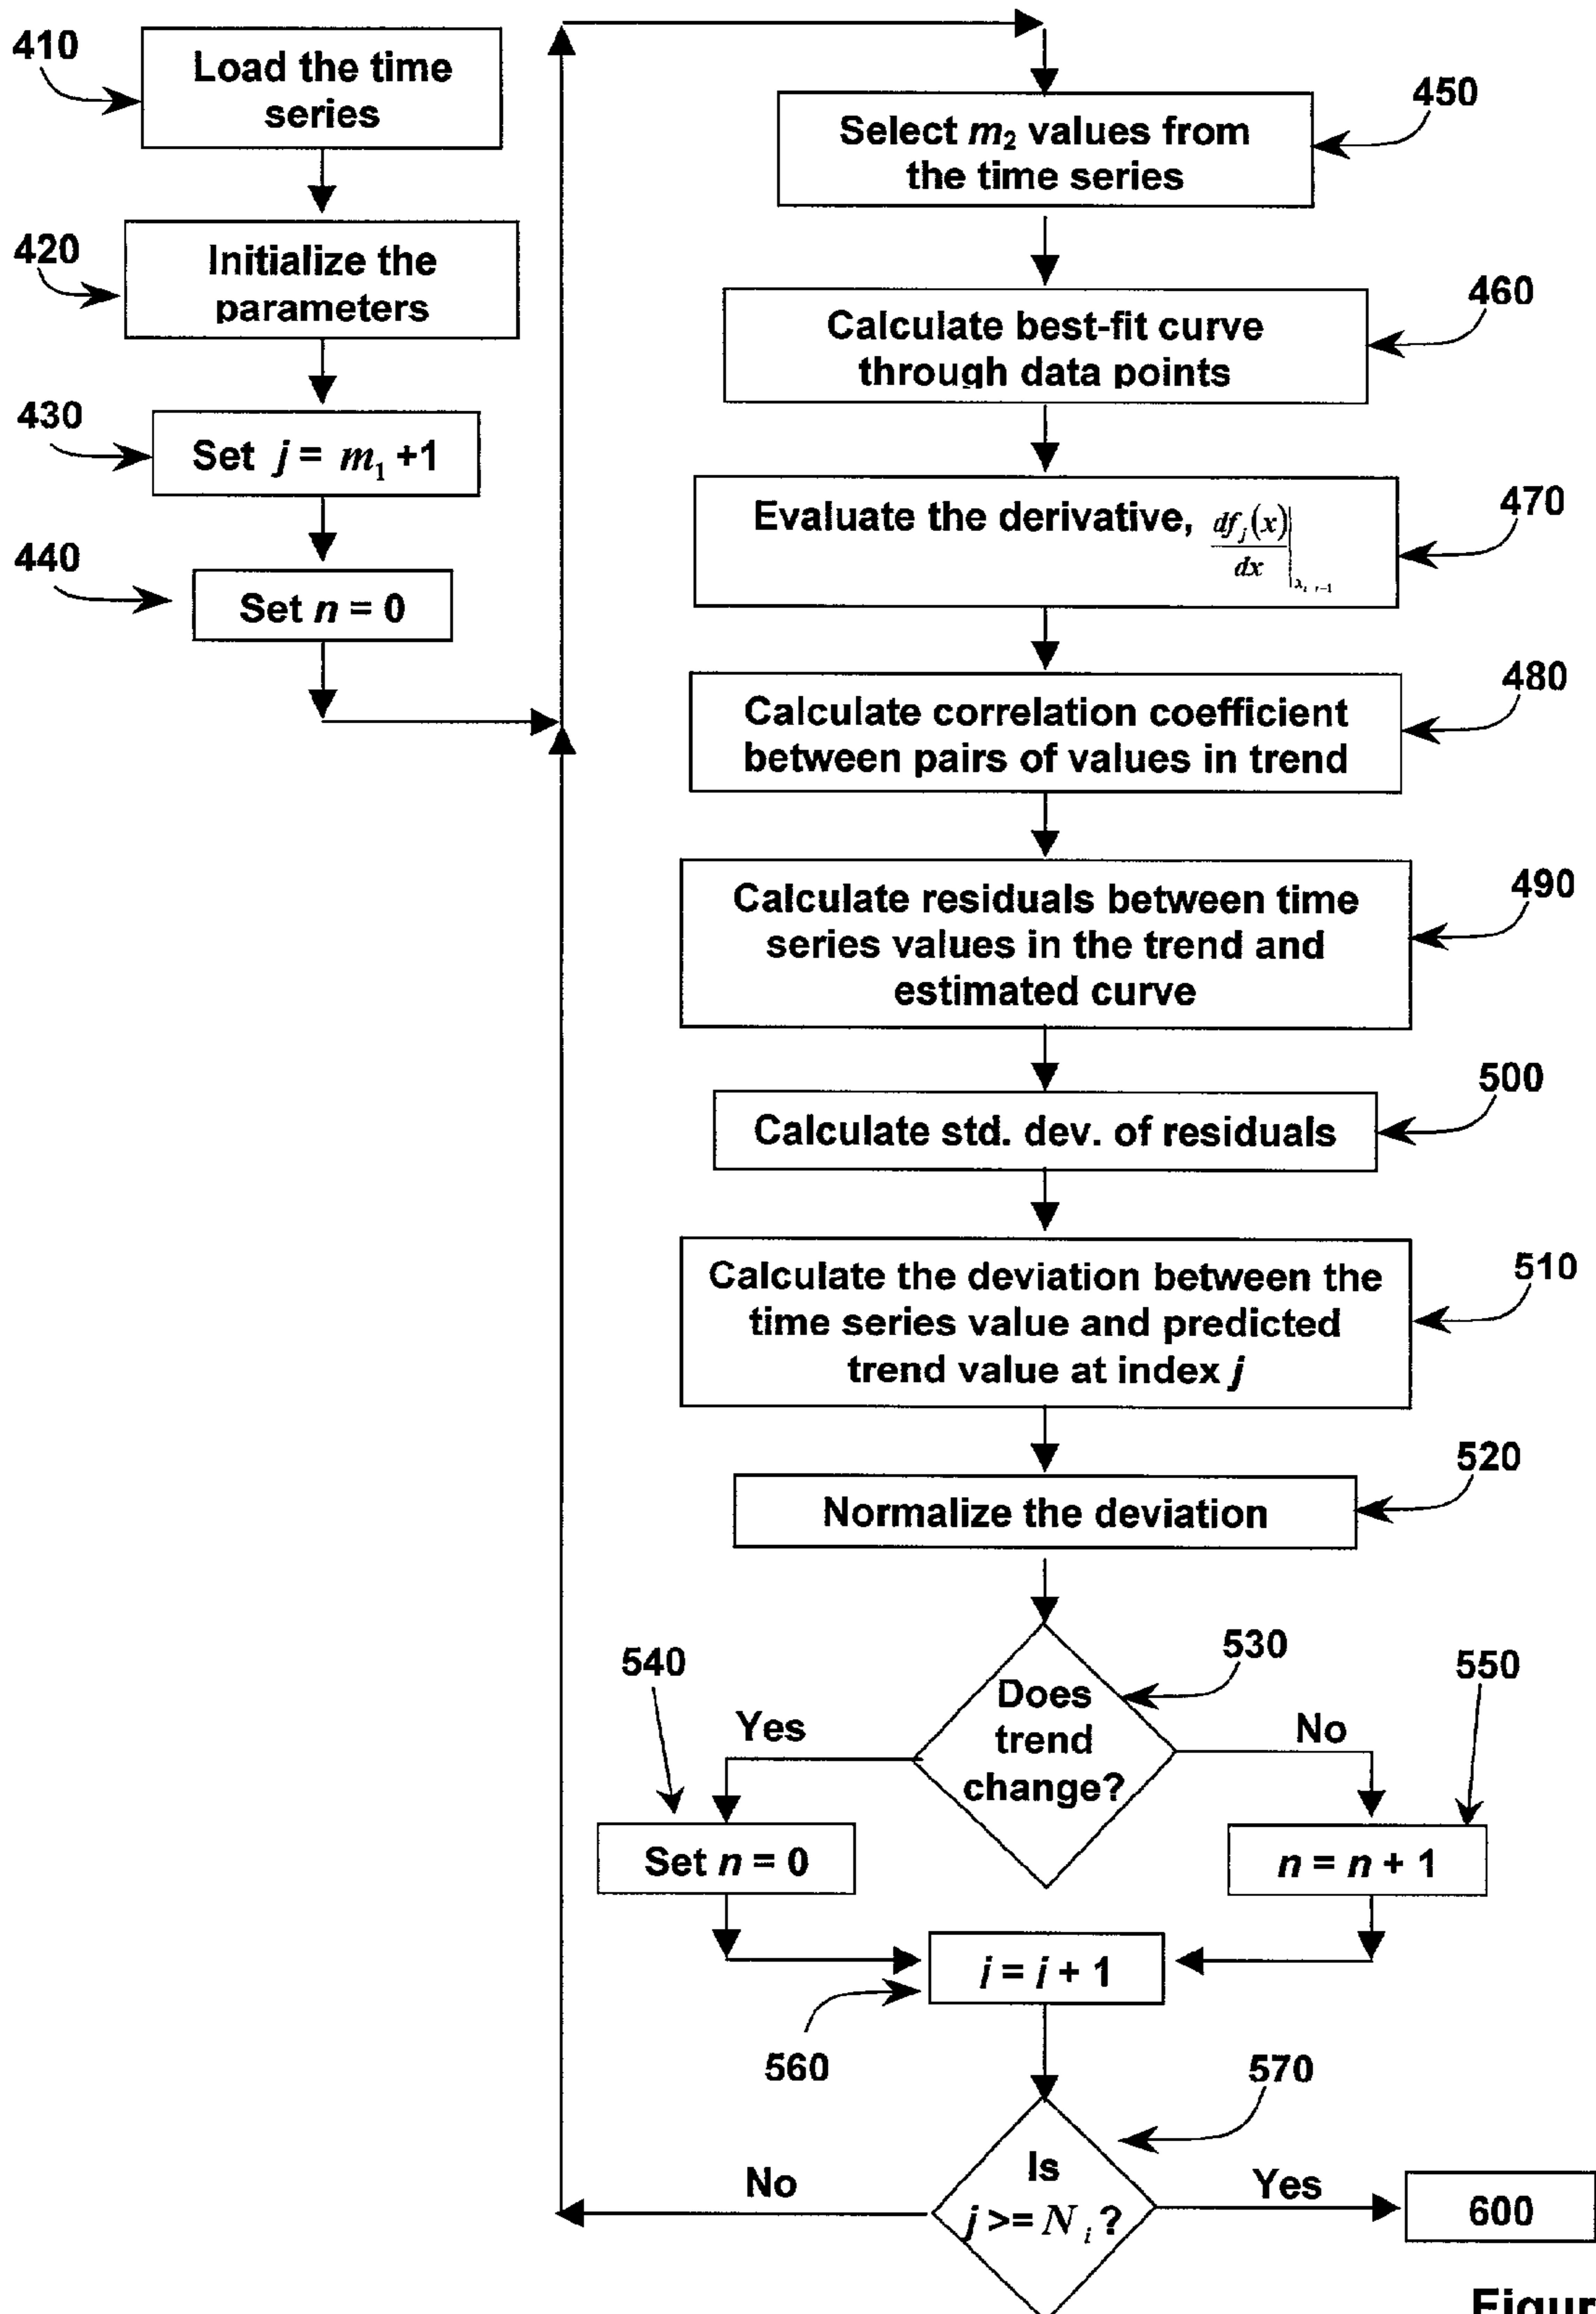 410
Load the time
series
420
Initialize the
parameters
430
Set j = m₁ +1
440
Set n = 0
450
Select m₂ values from
the time series
460
Calculate best-fit curve
through data points
470
Evaluate the derivative, df_j(x)
dx
480
Calculate correlation coefficient
between pairs of values in trend
490
Calculate residuals between time
series values in the trend and
estimated curve
500
Calculate std. dev. of residuals
510
Calculate the deviation between the
time series value and predicted
trend value at index j
520
Normalize the deviation
530
Does
trend
change?
Yes
No
540
Set n = 0
550
n = n + 1
560
i = i + 1
570
Is
j >= N_i ?
No
Yes
600